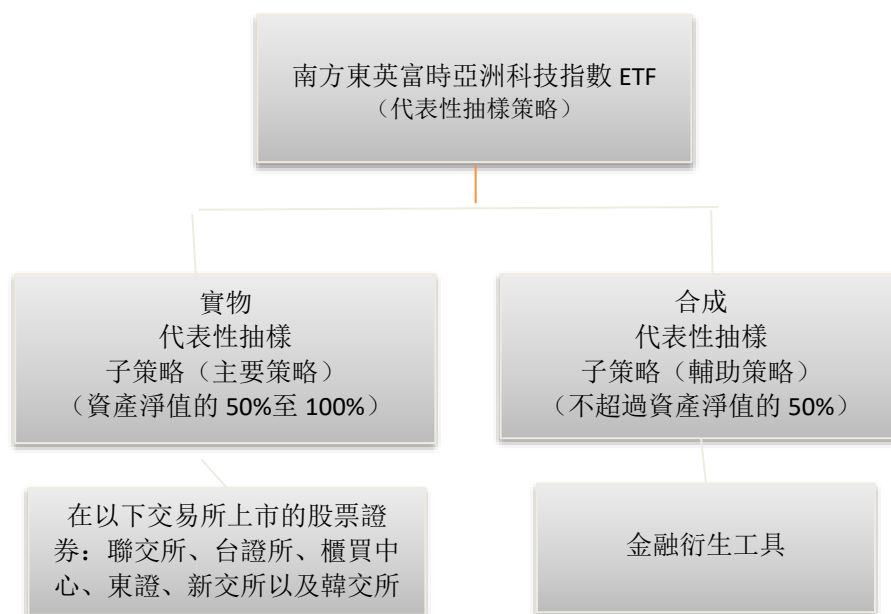 南方東英富時亞洲科技指數 ETF
（代表性抽樣策略）
實物
代表性抽樣
子策略（主要策略）
（資產淨值的 50%至 100%）
合成
代表性抽樣
子策略（輔助策略）
（不超過資產淨值的 50%）
在以下交易所上市的股票證
券：聯交所、台證所、櫃買中
心、東證、新交所以及韓交所
金融衍生工具